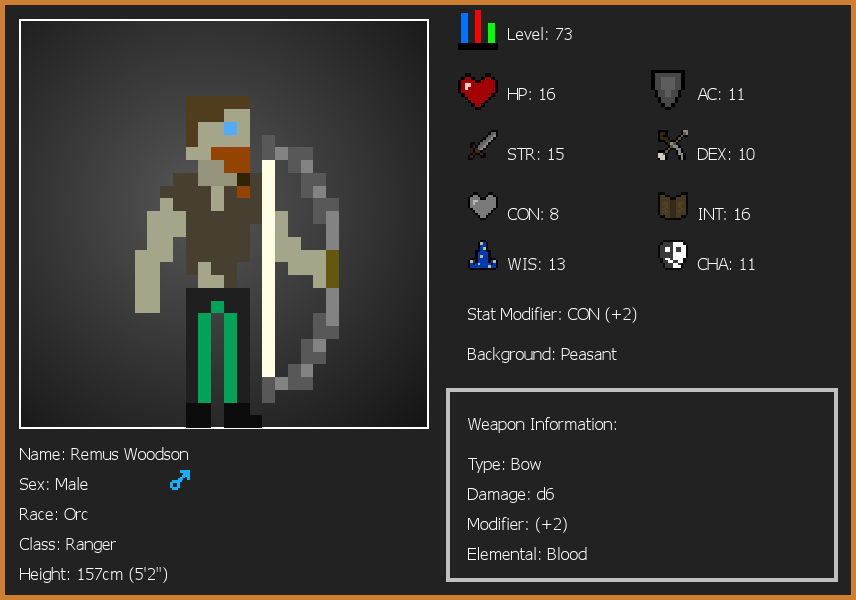 Level: 73
HP: 16
AC: 11
STR: 15
DEX: 10
CON: 8
INT: 16
WIS: 13
CHA: 11
Stat Modifier: CON (+2)
Background: Peasant
Weapon Information:
Type: Bow
Damage: d6
Modifier: (+2)
Elemental: Blood
Name: Remus Woodson
Sex: Male
Race: Orc
Class: Ranger
Height: 157cm (5'2")